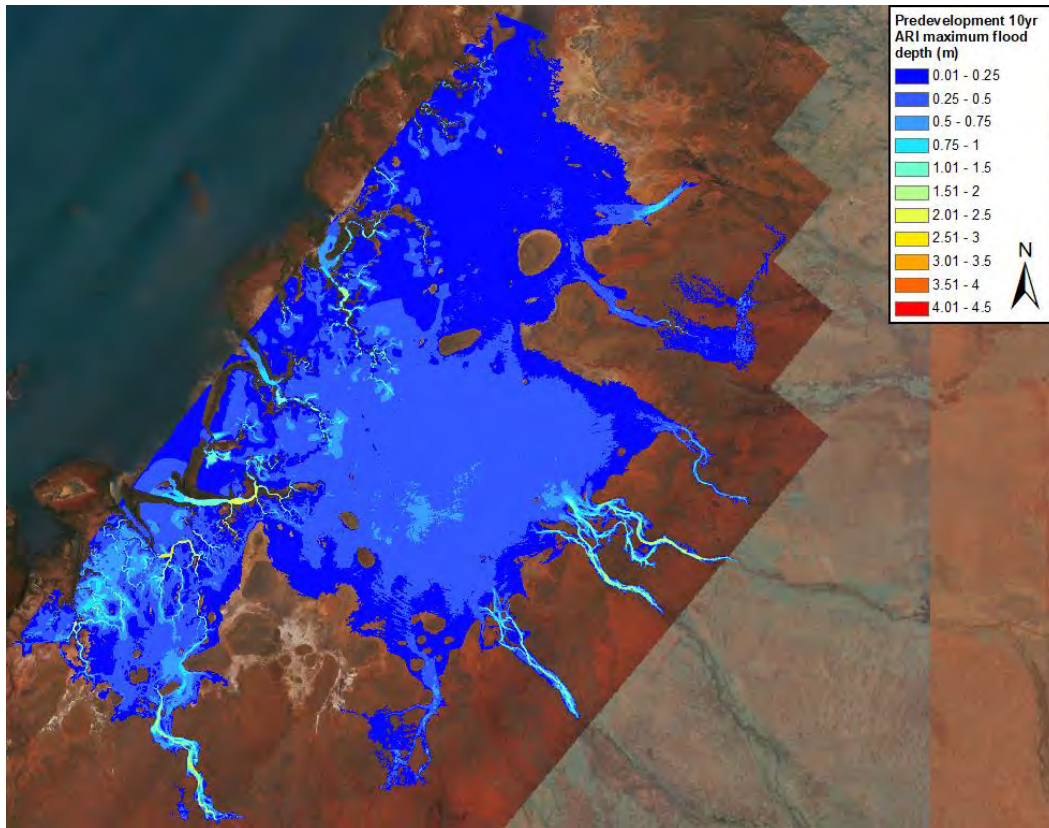 Predevelopment 10yr
ARI maximum flood
depth (m)
0.01 - 0.25
0.25 - 0.5
0.5 - 0.75
0.75 - 1
1.01 - 1.5
1.51 - 2
2.01 - 2.5
2.51 - 3
3.01 - 3.5
3.51 - 4
4.01 - 4.5
N